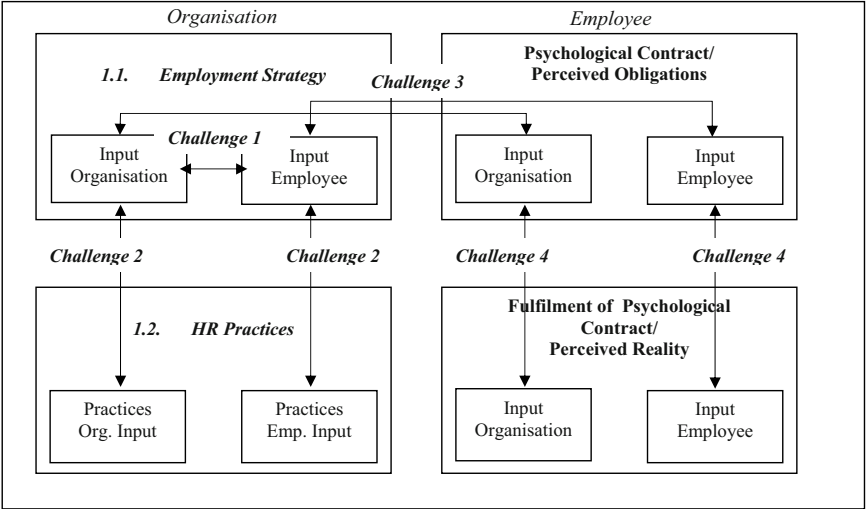 Organisation
Employee
1.1. Employment Strategy
Psychological Contract/
Perceived Obligations
Challenge 3
Challenge 1
Input
Organisation
Input
Employee
Input
Organisation
Input
Employee
Challenge 2
Challenge 2
Challenge 4
Challenge 4
1.2. HR Practices
Fulfilment of Psychological
Contract/
Perceived Reality
Practices
Org. Input
Practices
Emp. Input
Input
Organisation
Input
Employee